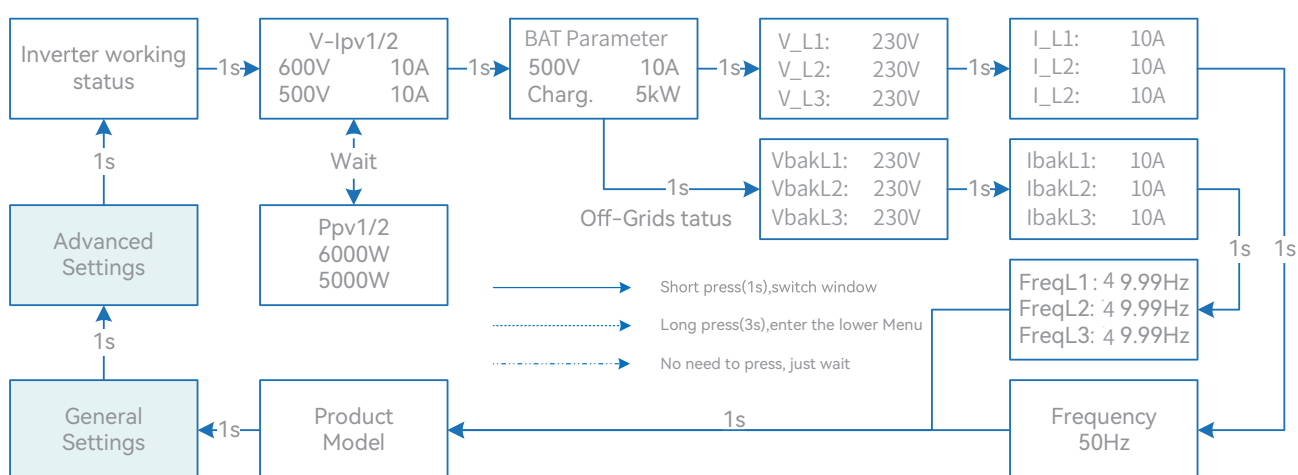 Inverter working
status
1s
V-Ipv1/2
600V 10A
500V 10A
1s
BAT Parameter
500V 10A
Charg. 5kW
1s
V_L1: 230V
V_L2: 230V
V_L3: 230V
1s
I_L1: 10A
I_L2: 10A
I_L2: 10A
1s
Wait
VbakL1: 230V
VbakL2: 230V
VbakL3: 230V
1s
1s
IbakL1: 10A
IbakL2: 10A
IbakL3: 10A
Off-Grids tatus
Advanced
Settings
Ppv1/2
6000W
5000W
1s
1s
Short press(1s),switch window
Long press(3s),enter the lower Menu
No need to press, just wait
FreqL1: 4 9.99Hz
FreqL2: 4 9.99Hz
FreqL3: 4 9.99Hz
1s
General
Settings
1s
Product
Model
1s
Frequency
50Hz